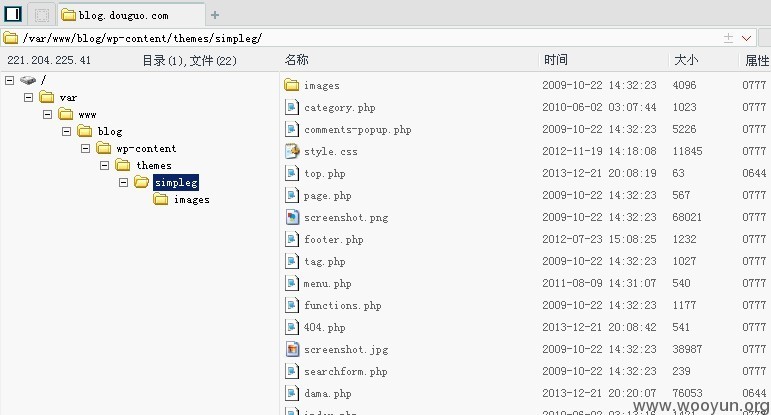 blog.douguo.com
/var/www/blog/wp-content/themes/simpleg/
221.204.225.41 目录(1),文件(22) 名称 时间 大小 属性
/
var
www
blog
wp-content
themes
simpleg
images
images 2009-10-22 14:32:23 4096 0777
category.php 2010-06-02 03:07:44 1023 0777
comments-popup.php 2009-10-22 14:32:23 5226 0777
style.css 2012-11-19 14:18:08 11845 0777
top.php 2013-12-21 20:08:19 63 0644
page.php 2009-10-22 14:32:23 567 0777
screenshot.png 2009-10-22 14:32:23 68021 0777
footer.php 2012-07-23 15:08:25 1232 0777
tag.php 2009-10-22 14:32:23 1027 0777
menu.php 2011-08-09 14:31:07 540 0777
functions.php 2009-10-22 14:32:23 1177 0777
404.php 2013-12-21 20:08:42 541 0777
screenshot.jpg 2009-10-22 14:32:23 38987 0777
searchform.php 2009-10-22 14:32:23 239 0777
dama.php 2013-12-21 20:20:07 76053 0644
www.wooyun.org